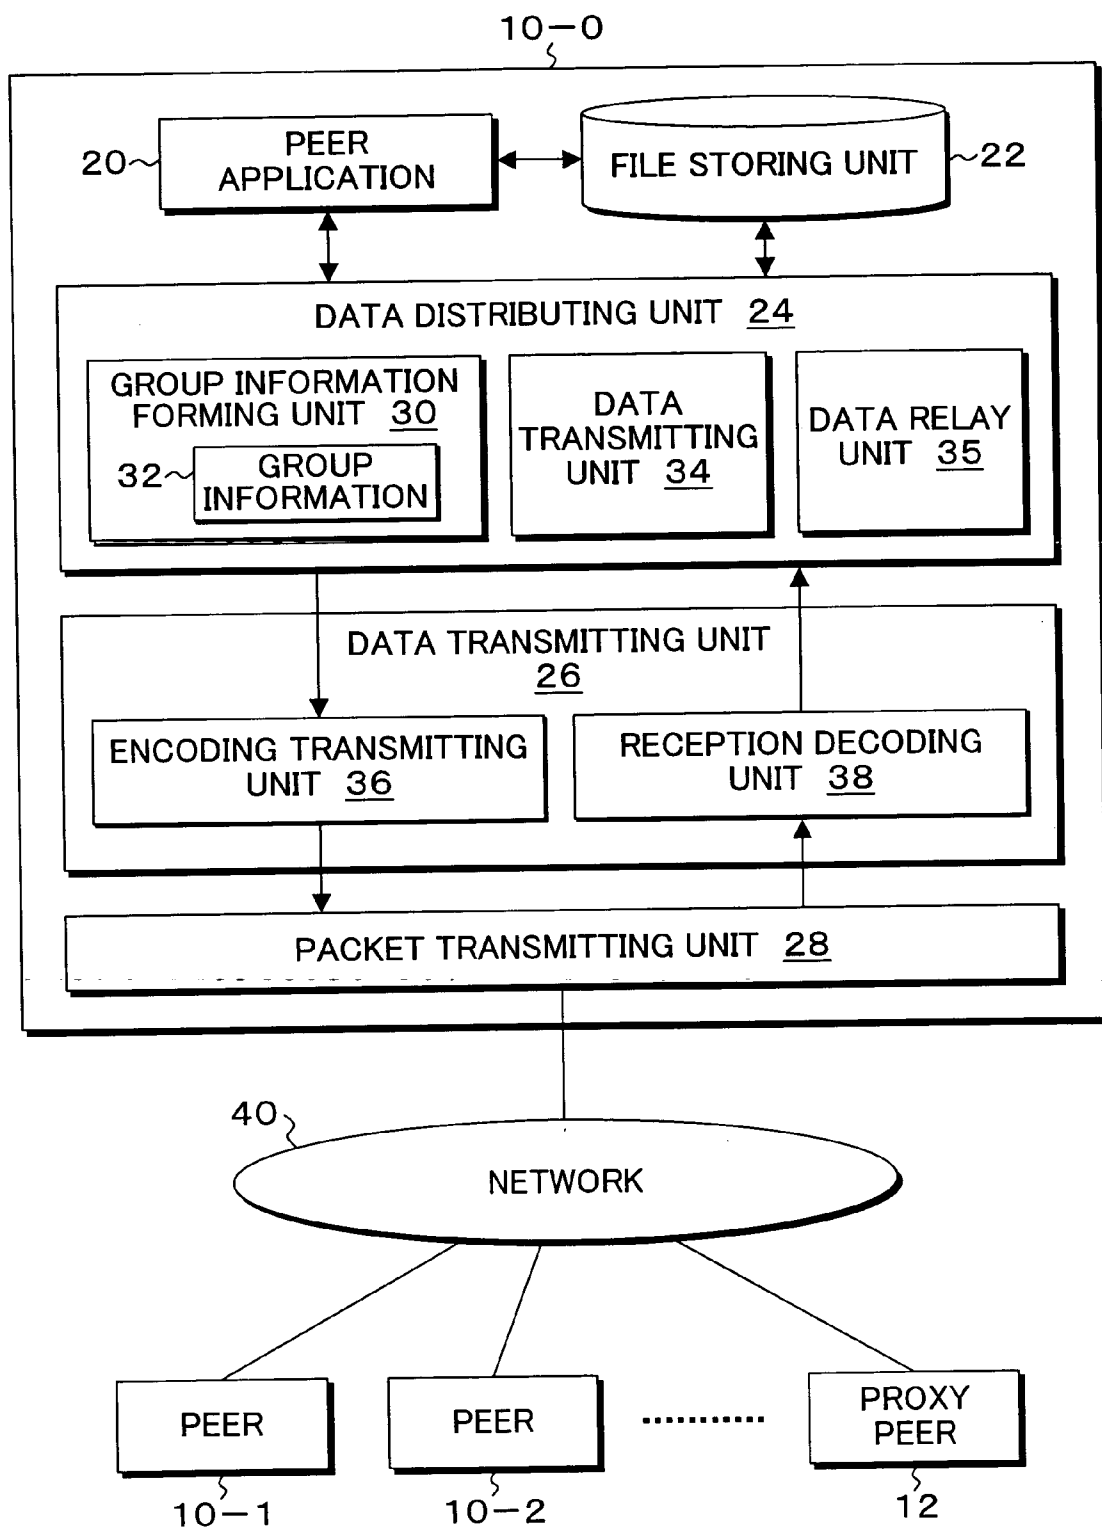 10-0
PEER
APPLICATION
20
FILE STORING UNIT
22
DATA DISTRIBUTING UNIT 24
GROUP INFORMATION
FORMING UNIT 30
32
GROUP
INFORMATION
DATA
TRANSMITTING
UNIT 34
DATA RELAY
UNIT 35
DATA TRANSMITTING UNIT
26
ENCODING TRANSMITTING
UNIT 36
RECEPTION DECODING
UNIT 38
PACKET TRANSMITTING UNIT 28
40
NETWORK
PEER
10-1
PEER
10-2
PROXY
PEER
12